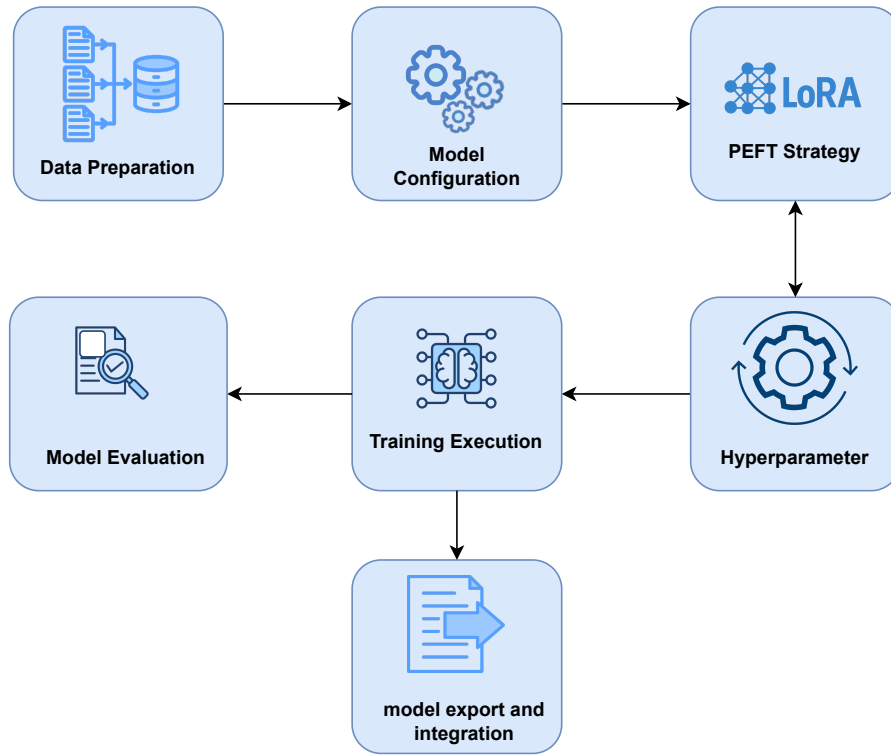 Data Preparation
Model
Configuration
LoRA
PEFT Strategy
Model Evaluation
Training Execution
Hyperparameter
model export and
integration